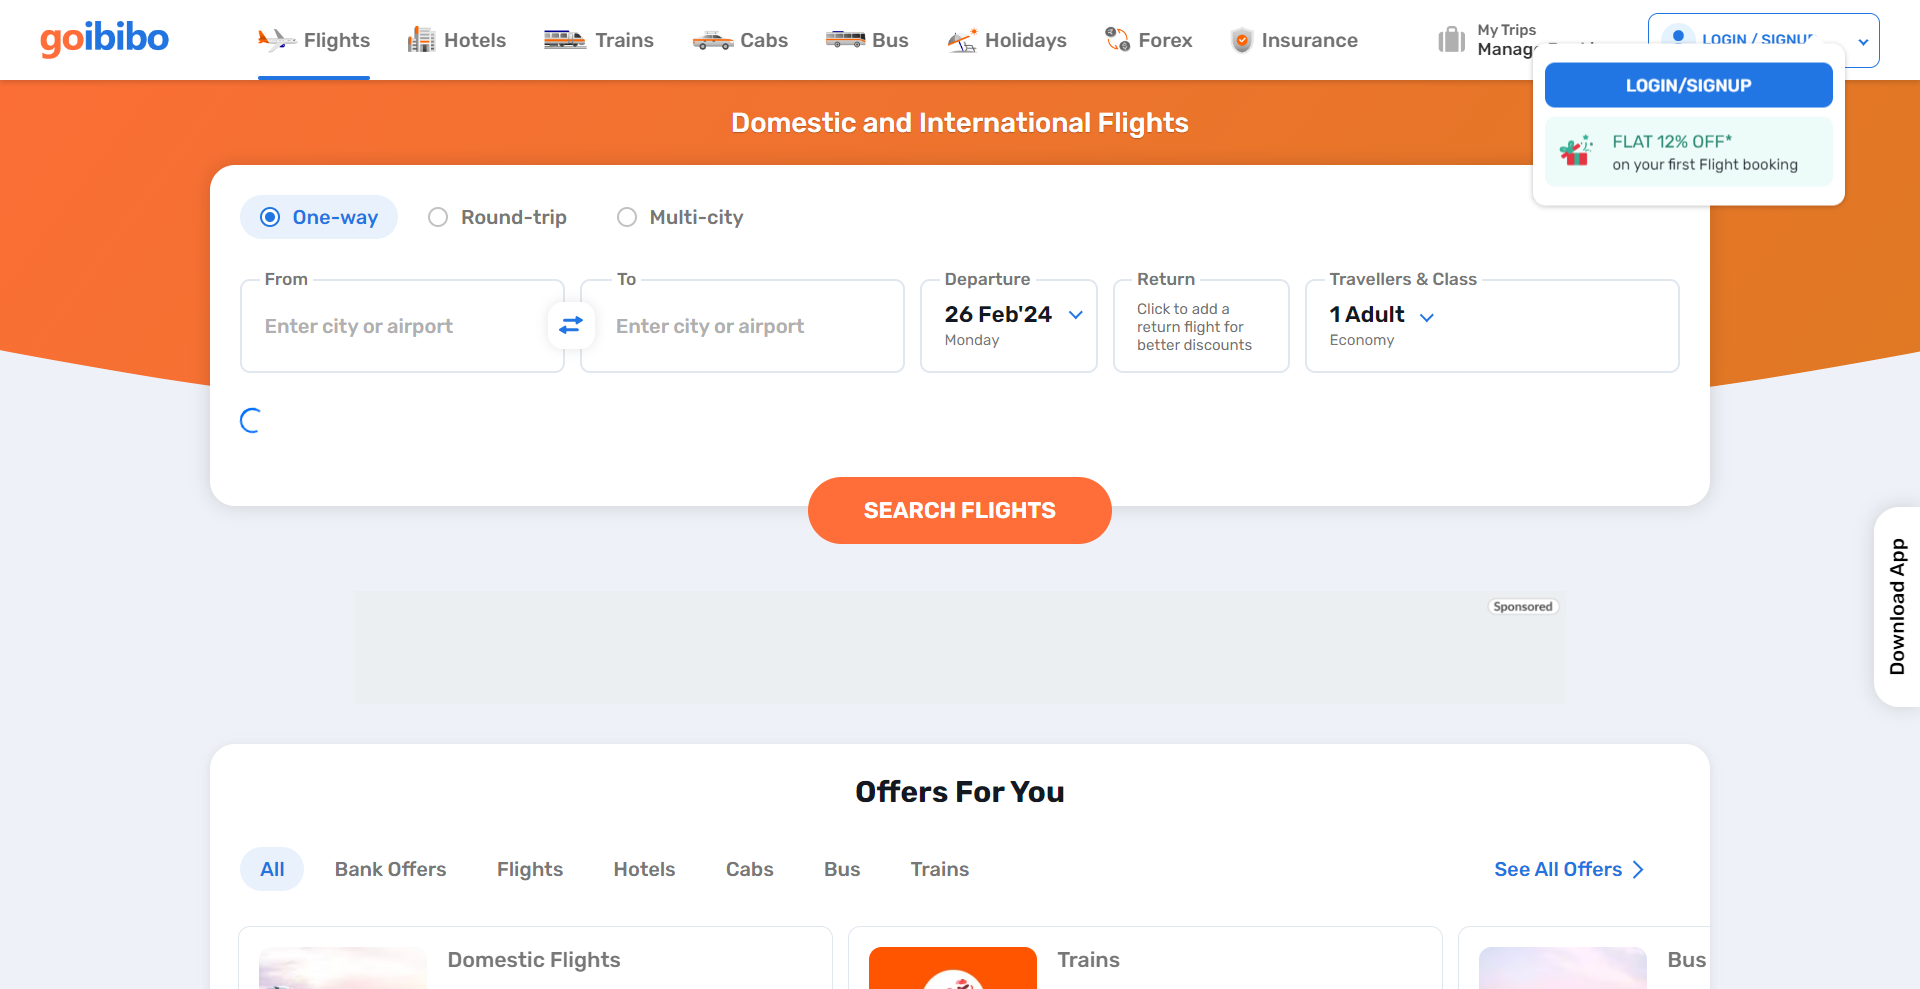 goibibo
Flights
Hotels
Trains
Cabs
Bus
Holidays
Forex
Insurance
My Trips
LOGIN / SIGNUP
LOGIN/SIGNUP
FLAT 12% OFF*
on your first Flight booking
Domestic and International Flights
One-way
Round-trip
Multi-city
From
Enter city or airport
To
Enter city or airport
Departure
26 Feb'24
Monday
Return
Click to add a
return flight for
better discounts
Travellers & Class
1 Adult
Economy
SEARCH FLIGHTS
Sponsored
Download App
Offers For You
All
Bank Offers
Flights
Hotels
Cabs
Bus
Trains
See All Offers
Domestic Flights
Trains
Bus